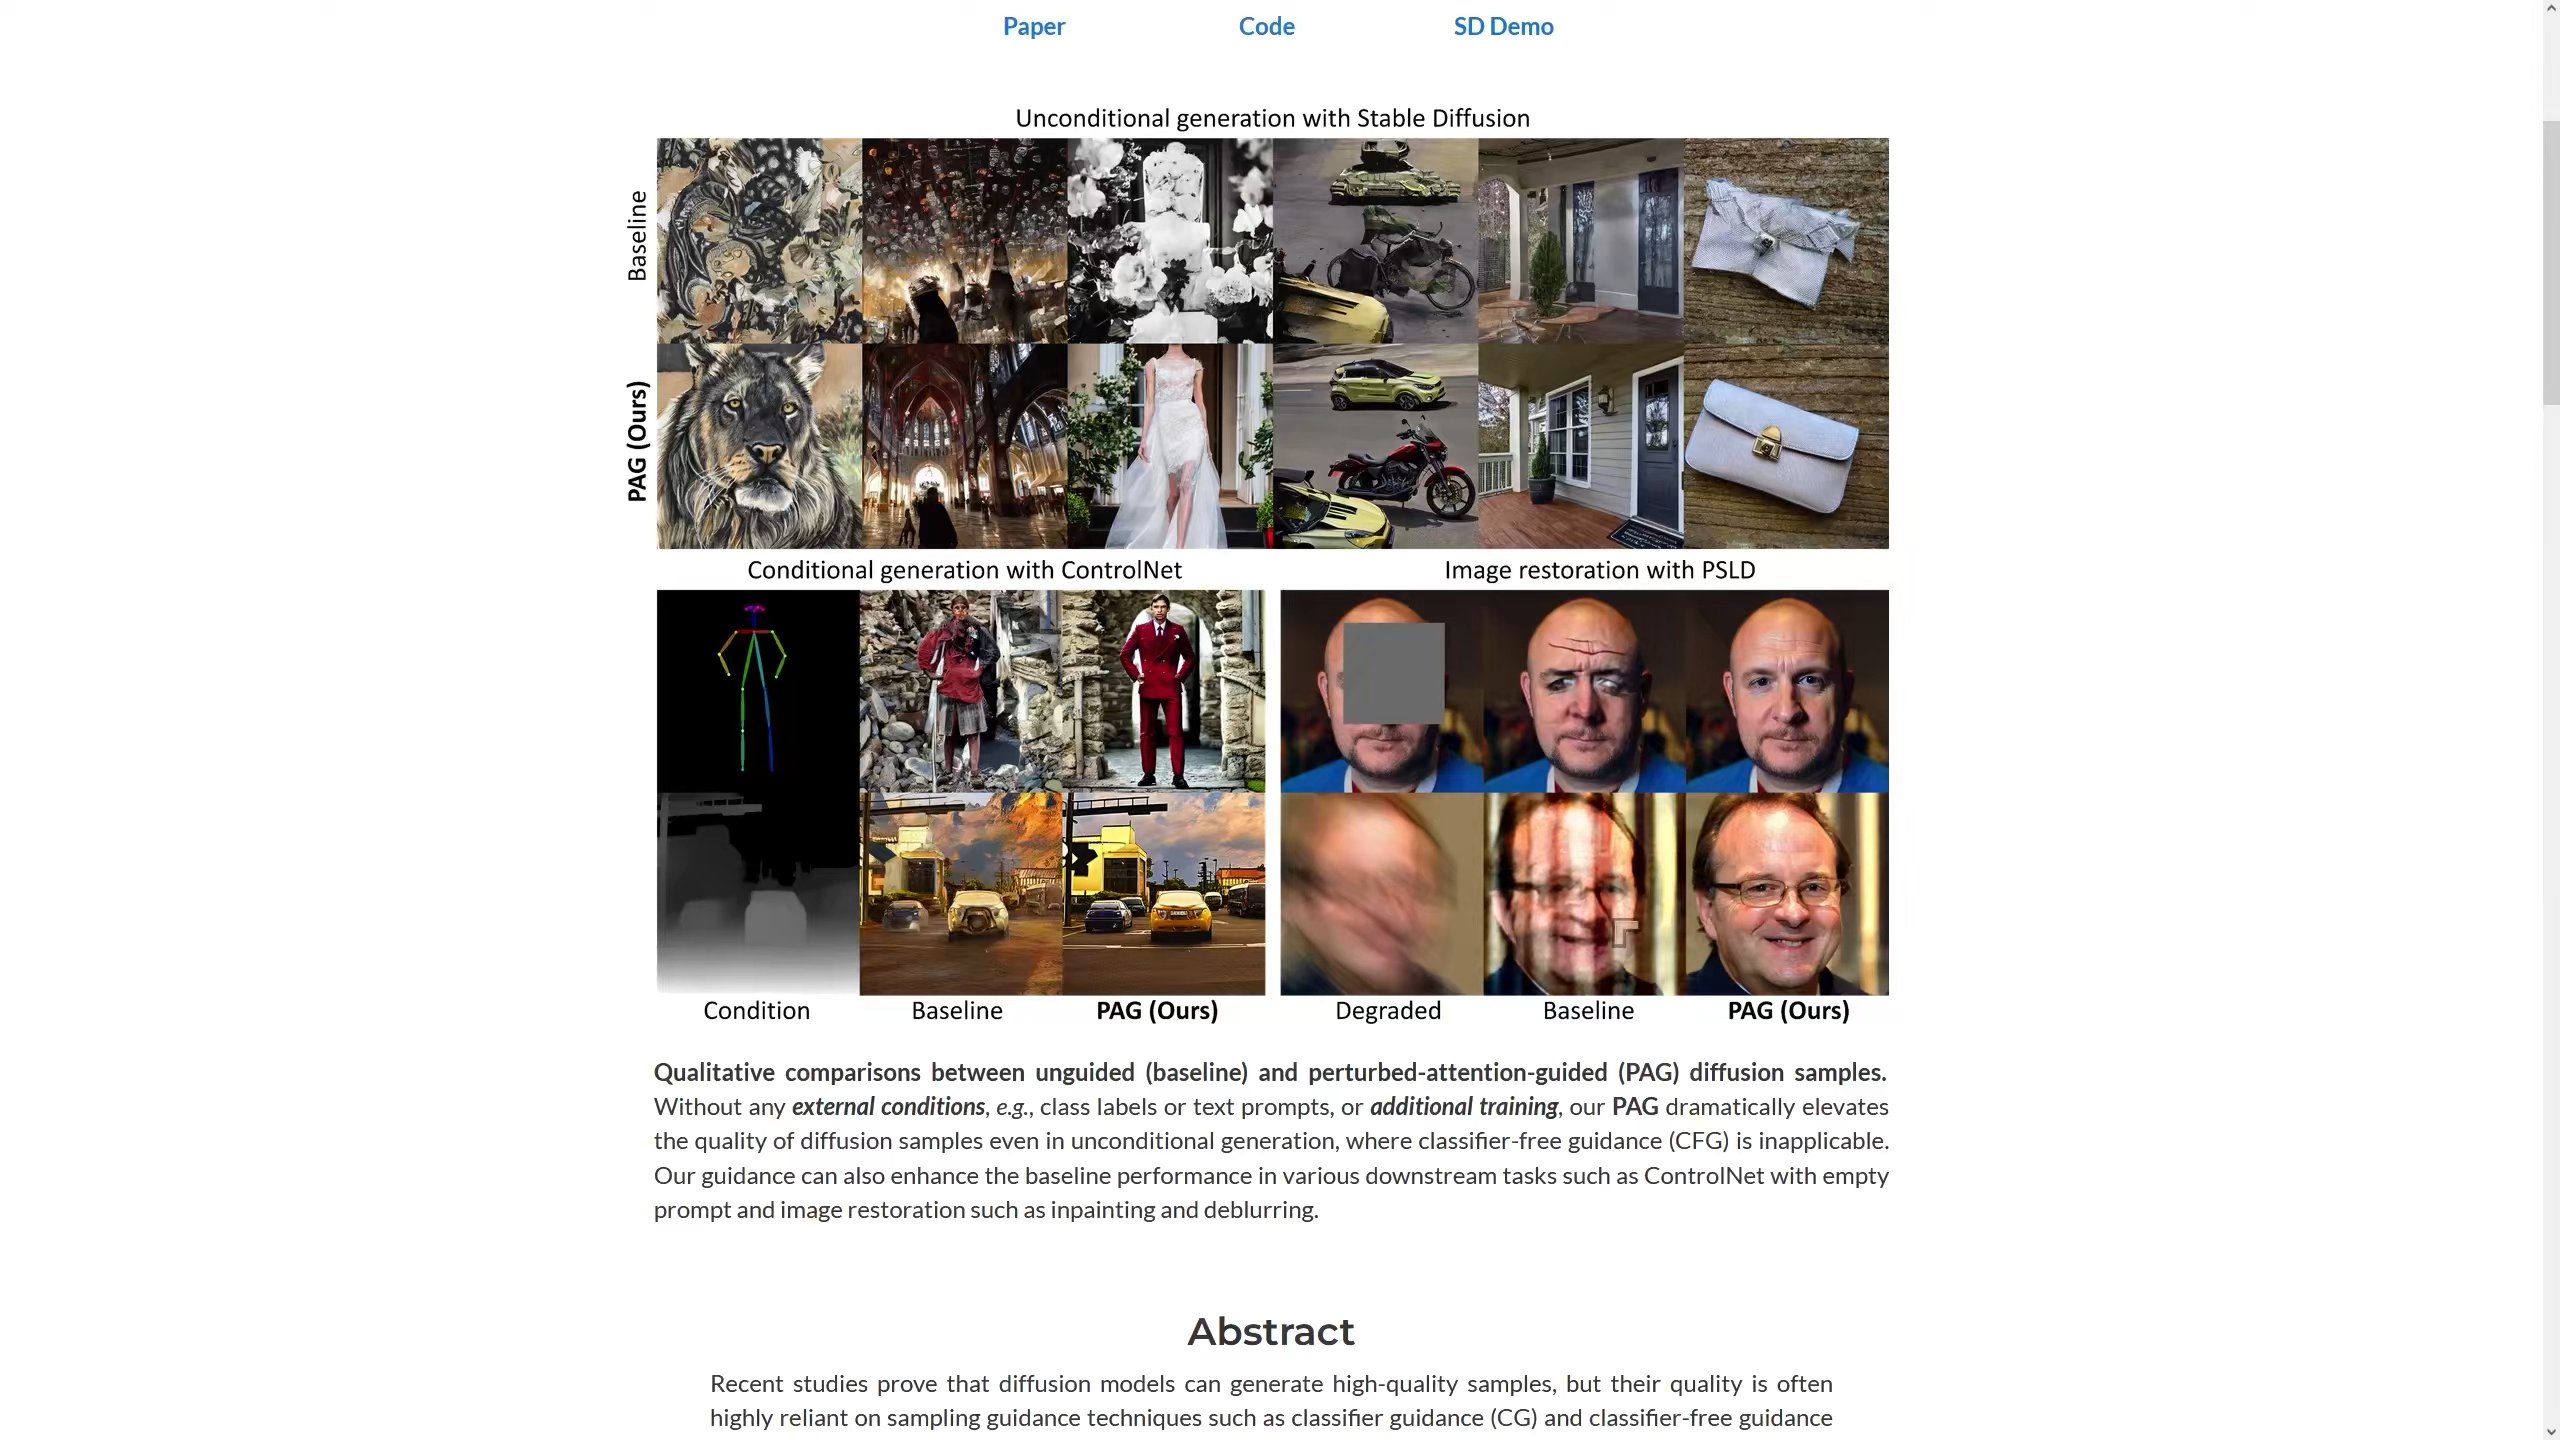 Paper Code SD Demo
Unconditional generation with Stable Diffusion
Baseline
PAG (Ours)
Conditional generation with ControlNet
Image restoration with PSLD
Condition Baseline PAG (Ours)
Degraded Baseline PAG (Ours)
Qualitative comparisons between unguided (baseline) and perturbed-attention-guided (PAG) diffusion samples.
Without any external conditions, e.g., class labels or text prompts, or additional training, our PAG dramatically elevates
the quality of diffusion samples even in unconditional generation, where classifier-free guidance (CFG) is inapplicable.
Our guidance can also enhance the baseline performance in various downstream tasks such as ControlNet with empty
prompt and image restoration such as inpainting and deblurring.
Abstract
Recent studies prove that diffusion models can generate high-quality samples, but their quality is often
highly reliant on sampling guidance techniques such as classifier guidance (CG) and classifier-free guidance